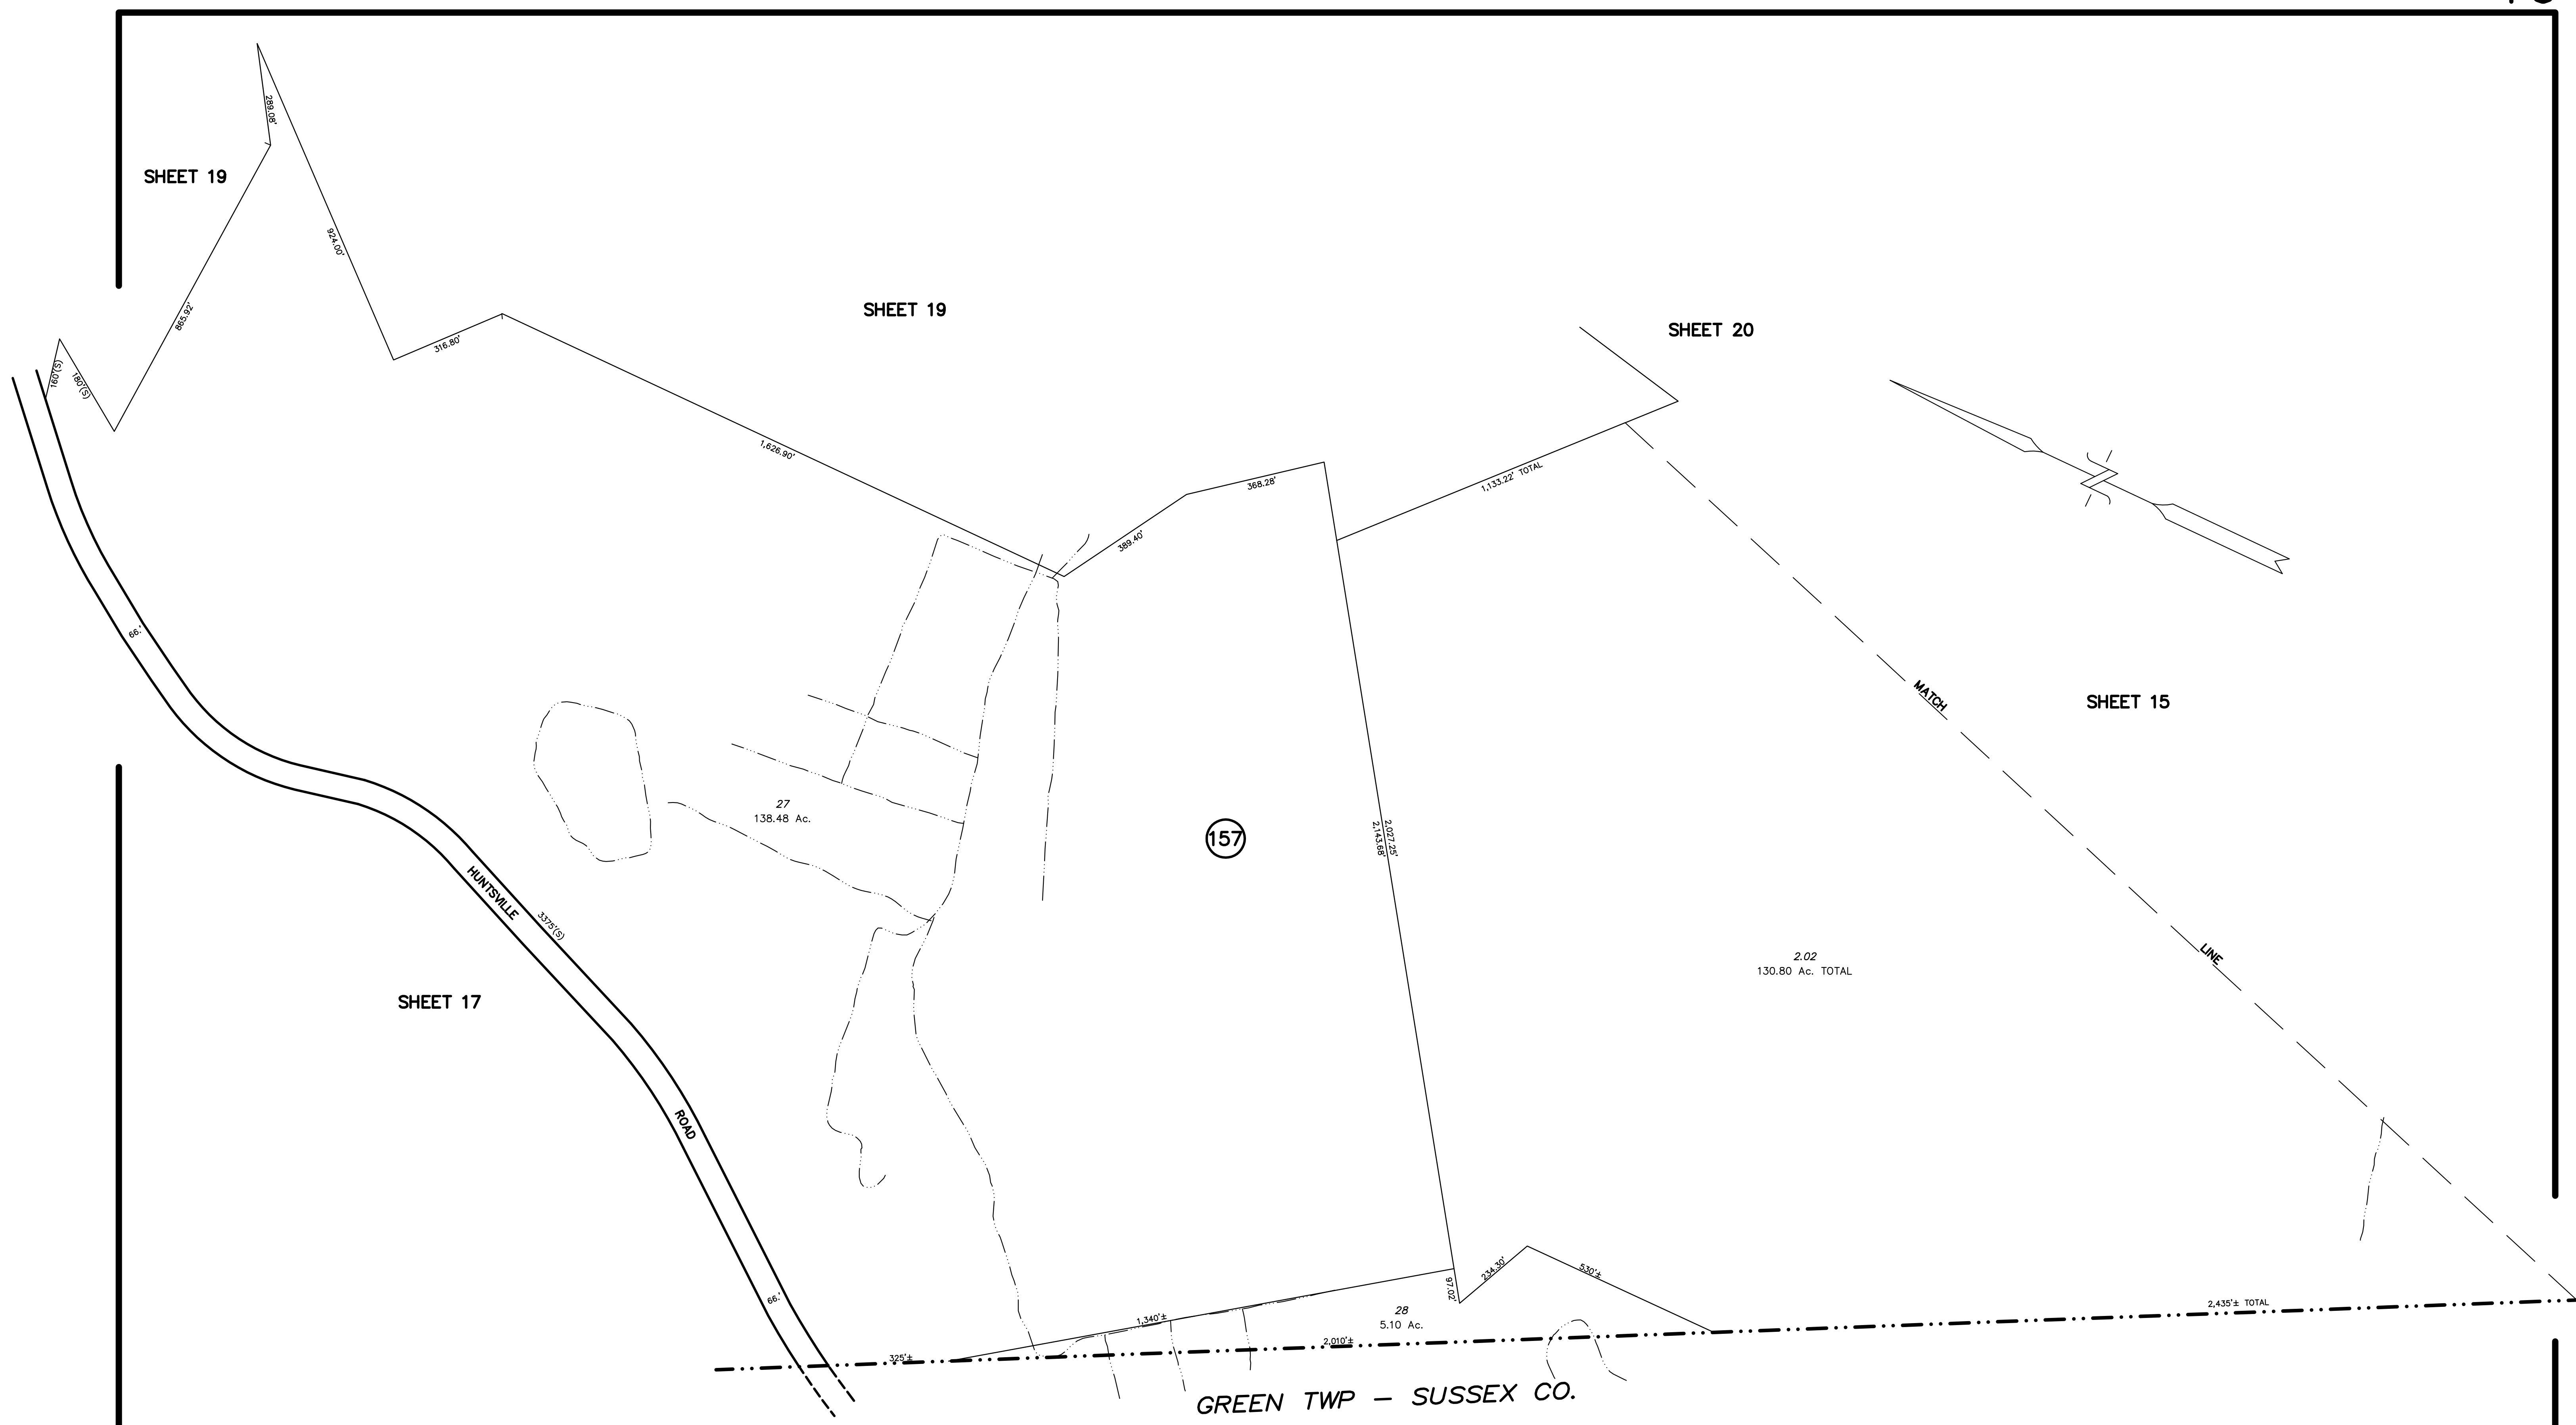 289.08'
SHEET 19
924.00'
SHEET 19
865.92'
SHEET 20
316.80'
160'(S)
180'(S)
1,626.90'
1,133.22' TOTAL
368.28'
389.40'
66.'
MATCH
SHEET 15
27
138.48 Ac.
157
2,027.25'
2,143.68'
HUNTSVILLE
3375'(S)
LINE
2.02
130.80 Ac. TOTAL
SHEET 17
ROAD
234.30'
530'±
97.02'
66.'
2,435'± TOTAL
28
5.10 Ac.
1,340'±
2,010'±
325'±
GREEN TWP – SUSSEX CO.